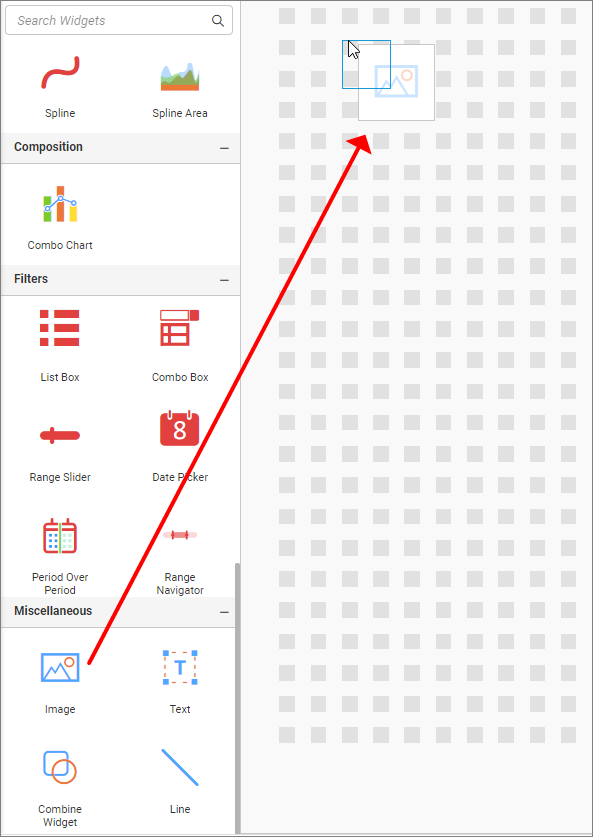 Search Widgets
Spline
Spline Area
Composition
Combo Chart
Filters
List Box
Combo Box
8
Range Slider
Date Picker
Period Over
Period
Range
Navigator
Miscellaneous
T
Image
Text
Combine
Widget
Line